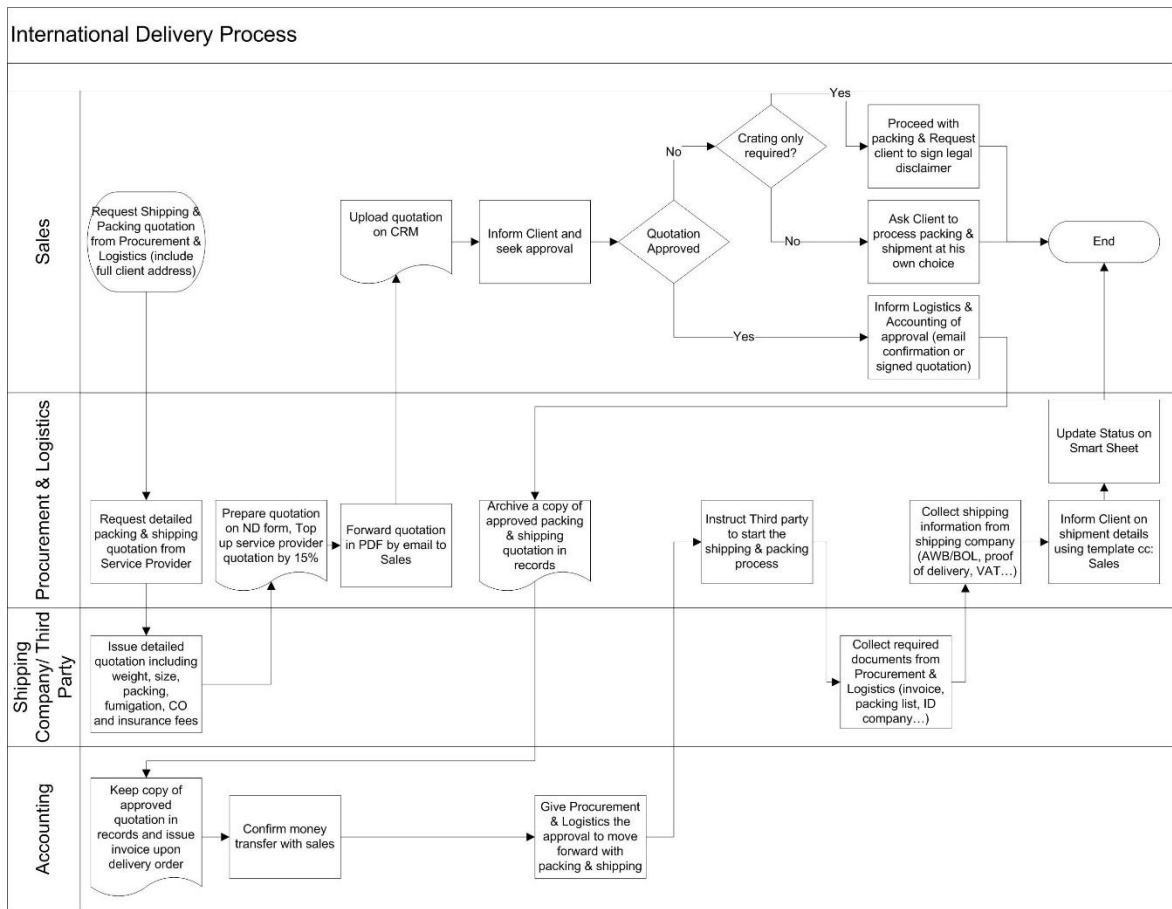 International Delivery Process
Sales
Request Shipping &
Packing quotation
from Procurement &
Logistics (include
full client address)
Upload quotation
on CRM
Inform Client and
seek approval
Quotation
Approved
No
Crating only
required?
Yes
Proceed with
packing & Request
client to sign legal
disclaimer
No
Ask Client to
process packing &
shipment at his
own choice
End
Yes
Inform Logistics &
Accounting of
approval (email
confirmation or
signed quotation)
Procurement & Logistics
Request detailed
packing & shipping
quotation from
Service Provider
Prepare quotation
on ND form, Top
up service provider
quotation by 15%
Forward quotation
in PDF by email to
Sales
Archive a copy of
approved packing
& shipping
quotation in
records
Instruct Third party
to start the
shipping & packing
process
Collect shipping
information from
shipping company
(AWB/BOL, proof
of delivery, VAT...)
Inform Client on
shipment details
using template cc:
Sales
Update Status on
Smart Sheet
Shipping
Company/ Third
Party
Issue detailed
quotation including
weight, size,
packing,
fumigation, CO
and insurance fees
Collect required
documents from
Procurement &
Logistics (invoice,
packing list, ID
company...)
Accounting
Keep copy of
approved
quotation in
records and issue
invoice upon
delivery order
Confirm money
transfer with sales
Give Procurement
& Logistics the
approval to move
forward with
packing & shipping